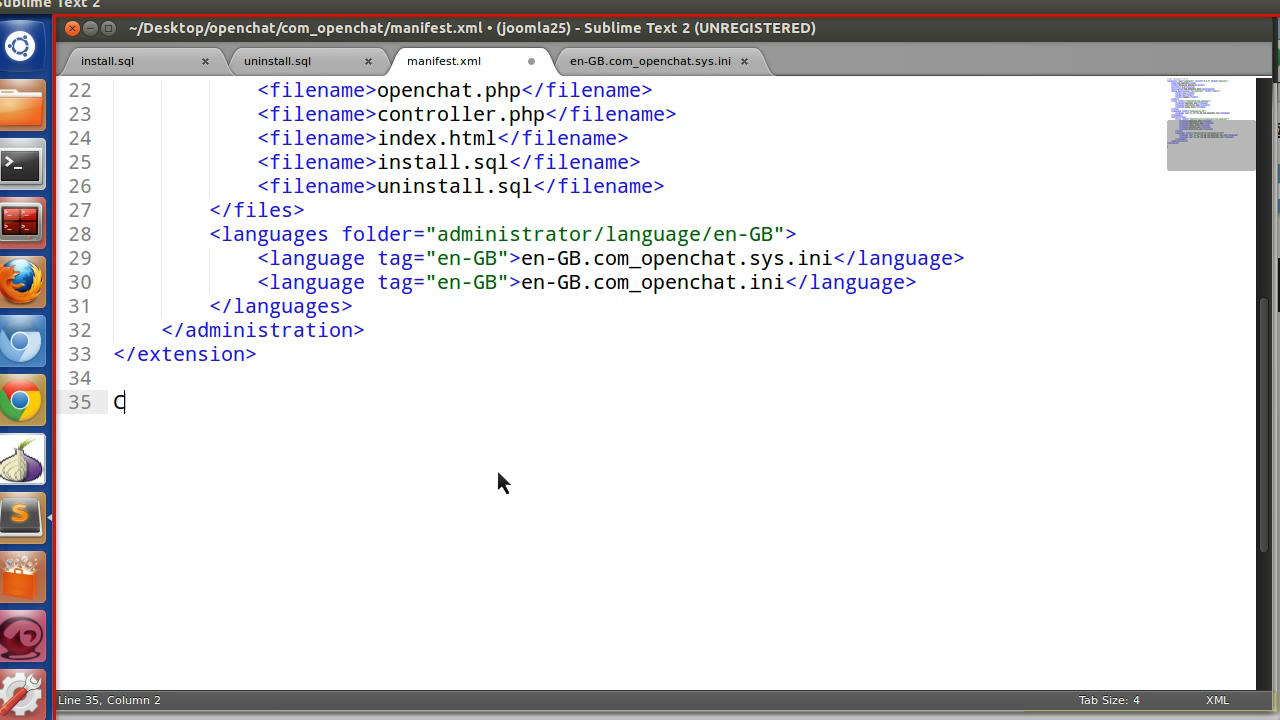 Sublime Text 2
~/Desktop/openchat/com_openchat/manifest.xml • (joomla25) - Sublime Text 2 (UNREGISTERED)
install.sql × uninstall.sql × manifest.xml en-GB.com_openchat.sys.ini ×
22 <filename>openchat.php</filename>
23 <filename>controller.php</filename>
24 <filename>index.html</filename>
25 <filename>install.sql</filename>
26 <filename>uninstall.sql</filename>
27 </files>
28 <languages folder="administrator/language/en-GB">
29 <language tag="en-GB">en-GB.com_openchat.sys.ini</language>
30 <language tag="en-GB">en-GB.com_openchat.ini</language>
31 </languages>
32 </administration>
33 </extension>
34
35 C
Line 35, Column 2 Tab Size: 4 XML